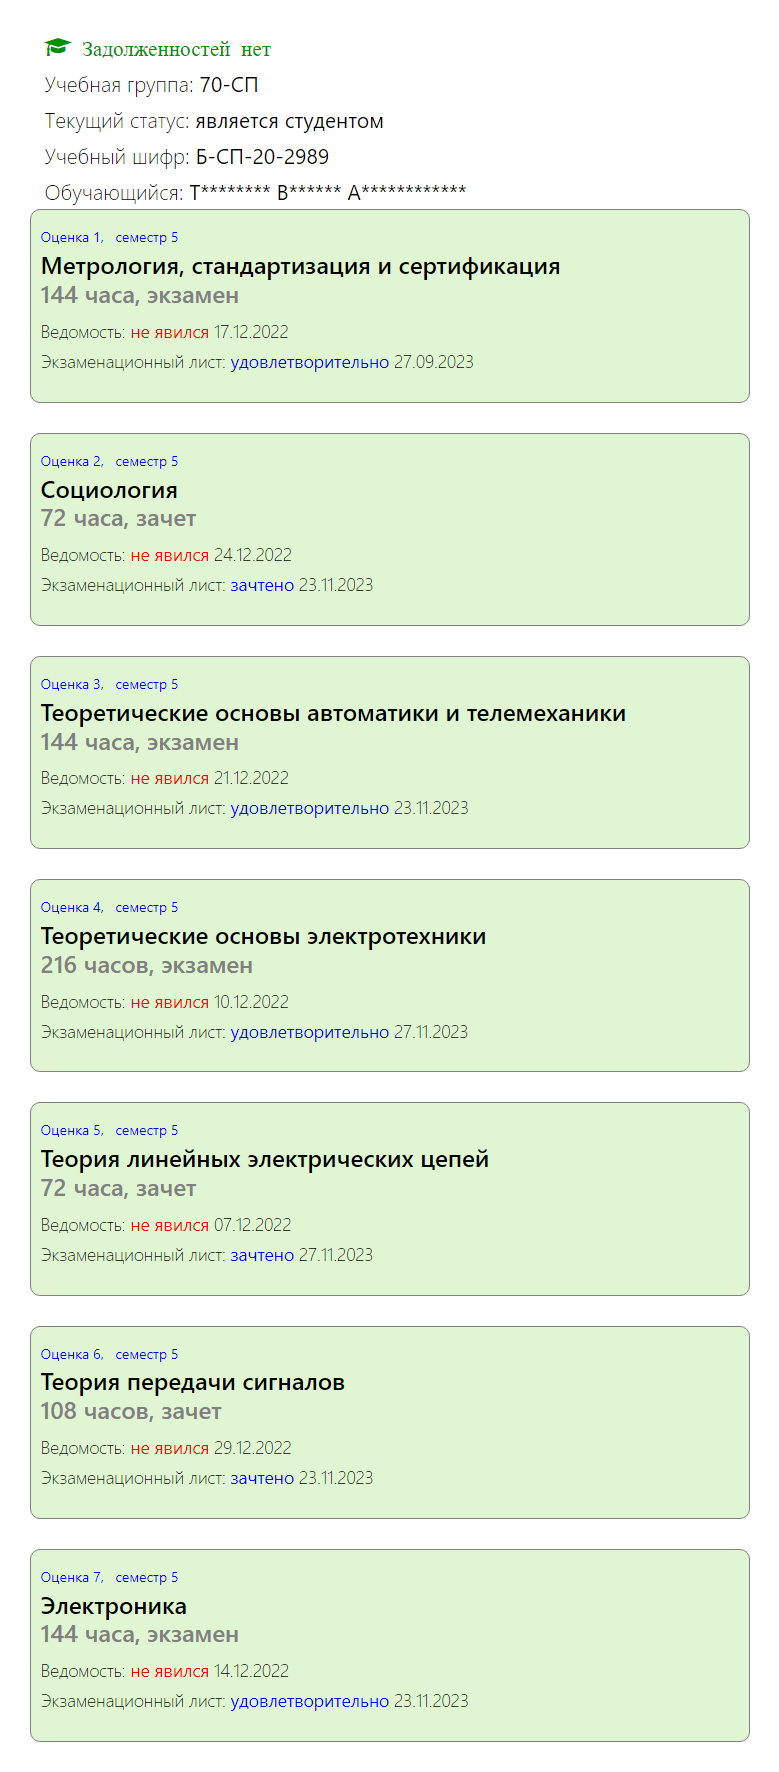 Задолженностей нет
Учебная группа: 70-СП
Текущий статус: является студентом
Учебный шифр: Б-СП-20-2989
Обучающийся: Т******** В****** А************
Оценка 1, семестр 5
Метрология, стандартизация и сертификация
144 часа, экзамен
Ведомость: не явился 17.12.2022
Экзаменационный лист: удовлетворительно 27.09.2023
Оценка 2, семестр 5
Социология
72 часа, зачет
Ведомость: не явился 24.12.2022
Экзаменационный лист: зачтено 23.11.2023
Оценка 3, семестр 5
Теоретические основы автоматики и телемеханики
144 часа, экзамен
Ведомость: не явился 21.12.2022
Экзаменационный лист: удовлетворительно 23.11.2023
Оценка 4, семестр 5
Теоретические основы электротехники
216 часов, экзамен
Ведомость: не явился 10.12.2022
Экзаменационный лист: удовлетворительно 27.11.2023
Оценка 5, семестр 5
Теория линейных электрических цепей
72 часа, зачет
Ведомость: не явился 07.12.2022
Экзаменационный лист: зачтено 27.11.2023
Оценка 6, семестр 5
Теория передачи сигналов
108 часов, зачет
Ведомость: не явился 29.12.2022
Экзаменационный лист: зачтено 23.11.2023
Оценка 7, семестр 5
Электроника
144 часа, экзамен
Ведомость: не явился 14.12.2022
Экзаменационный лист: удовлетворительно 23.11.2023